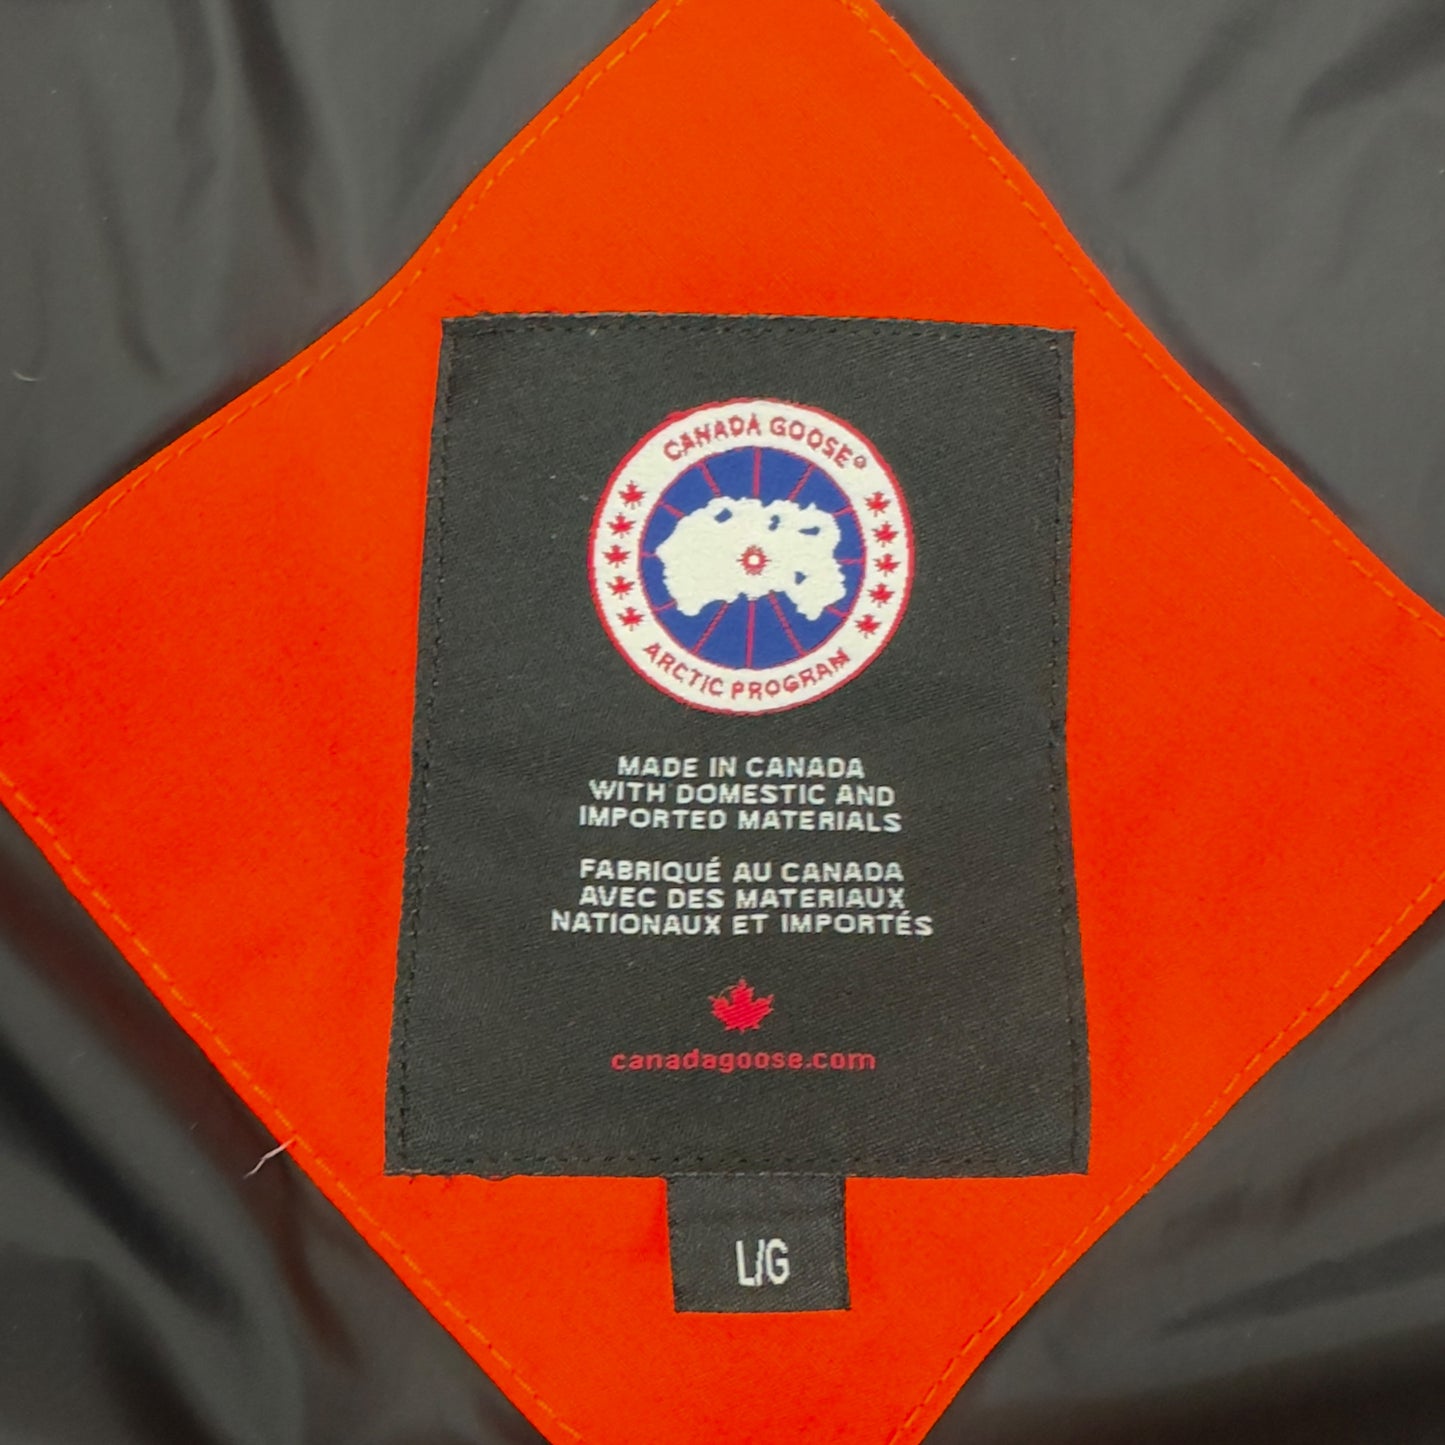 CANADA GOOSE®
ARCTIC PROGRAM
MADE IN CANADA
WITH DOMESTIC AND
IMPORTED MATERIALS
FABRIQUÉ AU CANADA
AVEC DES MATERIAUX
NATIONAUX ET IMPORTÉS
canadagoose.com
L/G